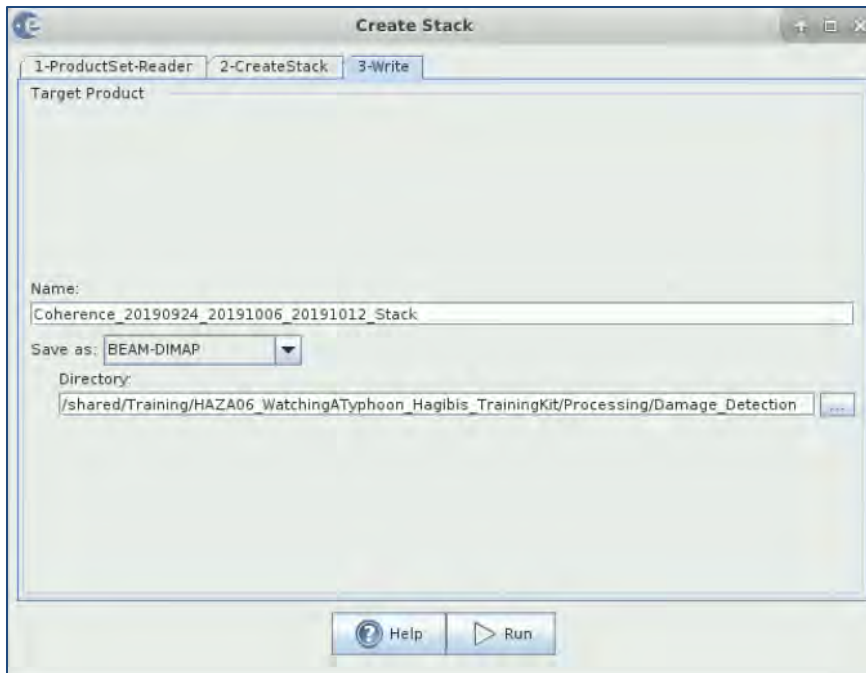 Create Stack
1-ProductSet-Reader 2-CreateStack 3-Write
Target Product
Name:
Coherence_20190924_20191006_20191012_Stack
Save as: BEAM-DIMAP
Directory:
/shared/Training/HAZA06_WatchingATyphoon_Hagibis_TrainingKit/Processing/Damage_Detection ...
Help Run